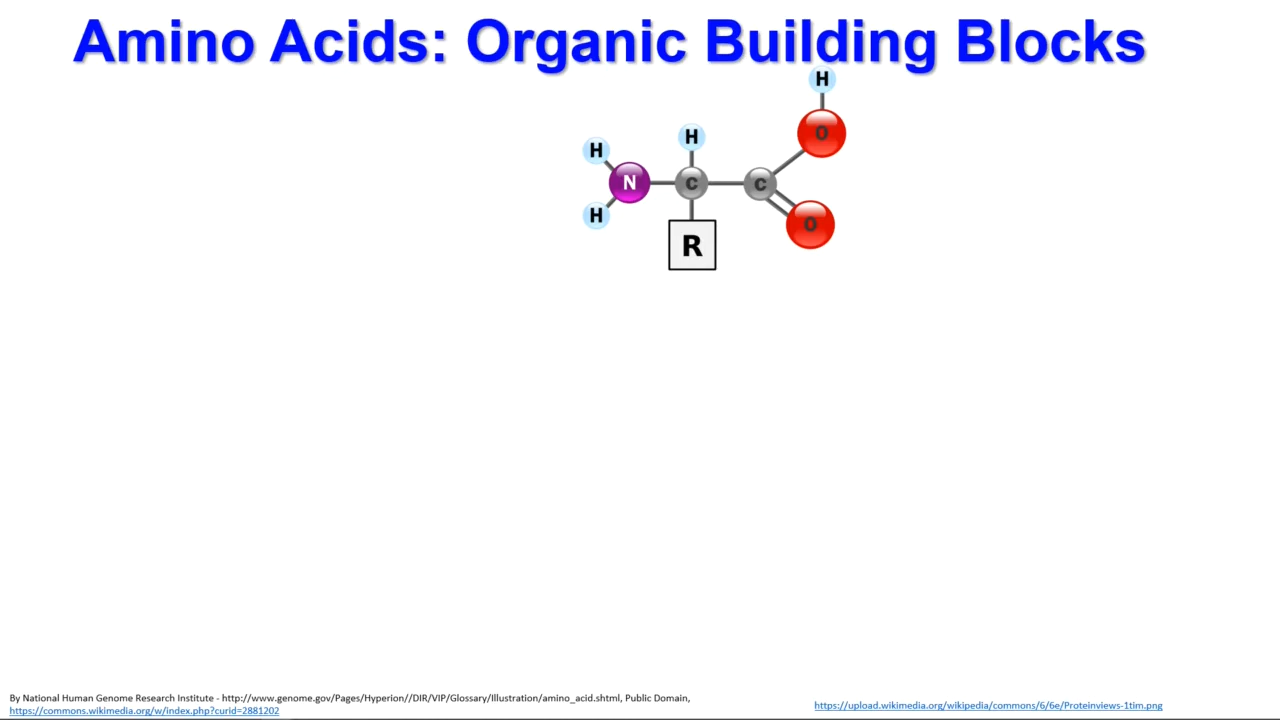 Amino Acids: Organic Building Blocks
H
O
H
H
N
C
C
H
O
R
By National Human Genome Research Institute - http://www.genome.gov/Pages/Hyperion//DIR/VIP/Glossary/Illustration/amino_acid.shtml, Public Domain,
https://commons.wikimedia.org/w/index.php?curid=2881202
https://upload.wikimedia.org/wikipedia/commons/6/6e/Proteinviews-1tim.png